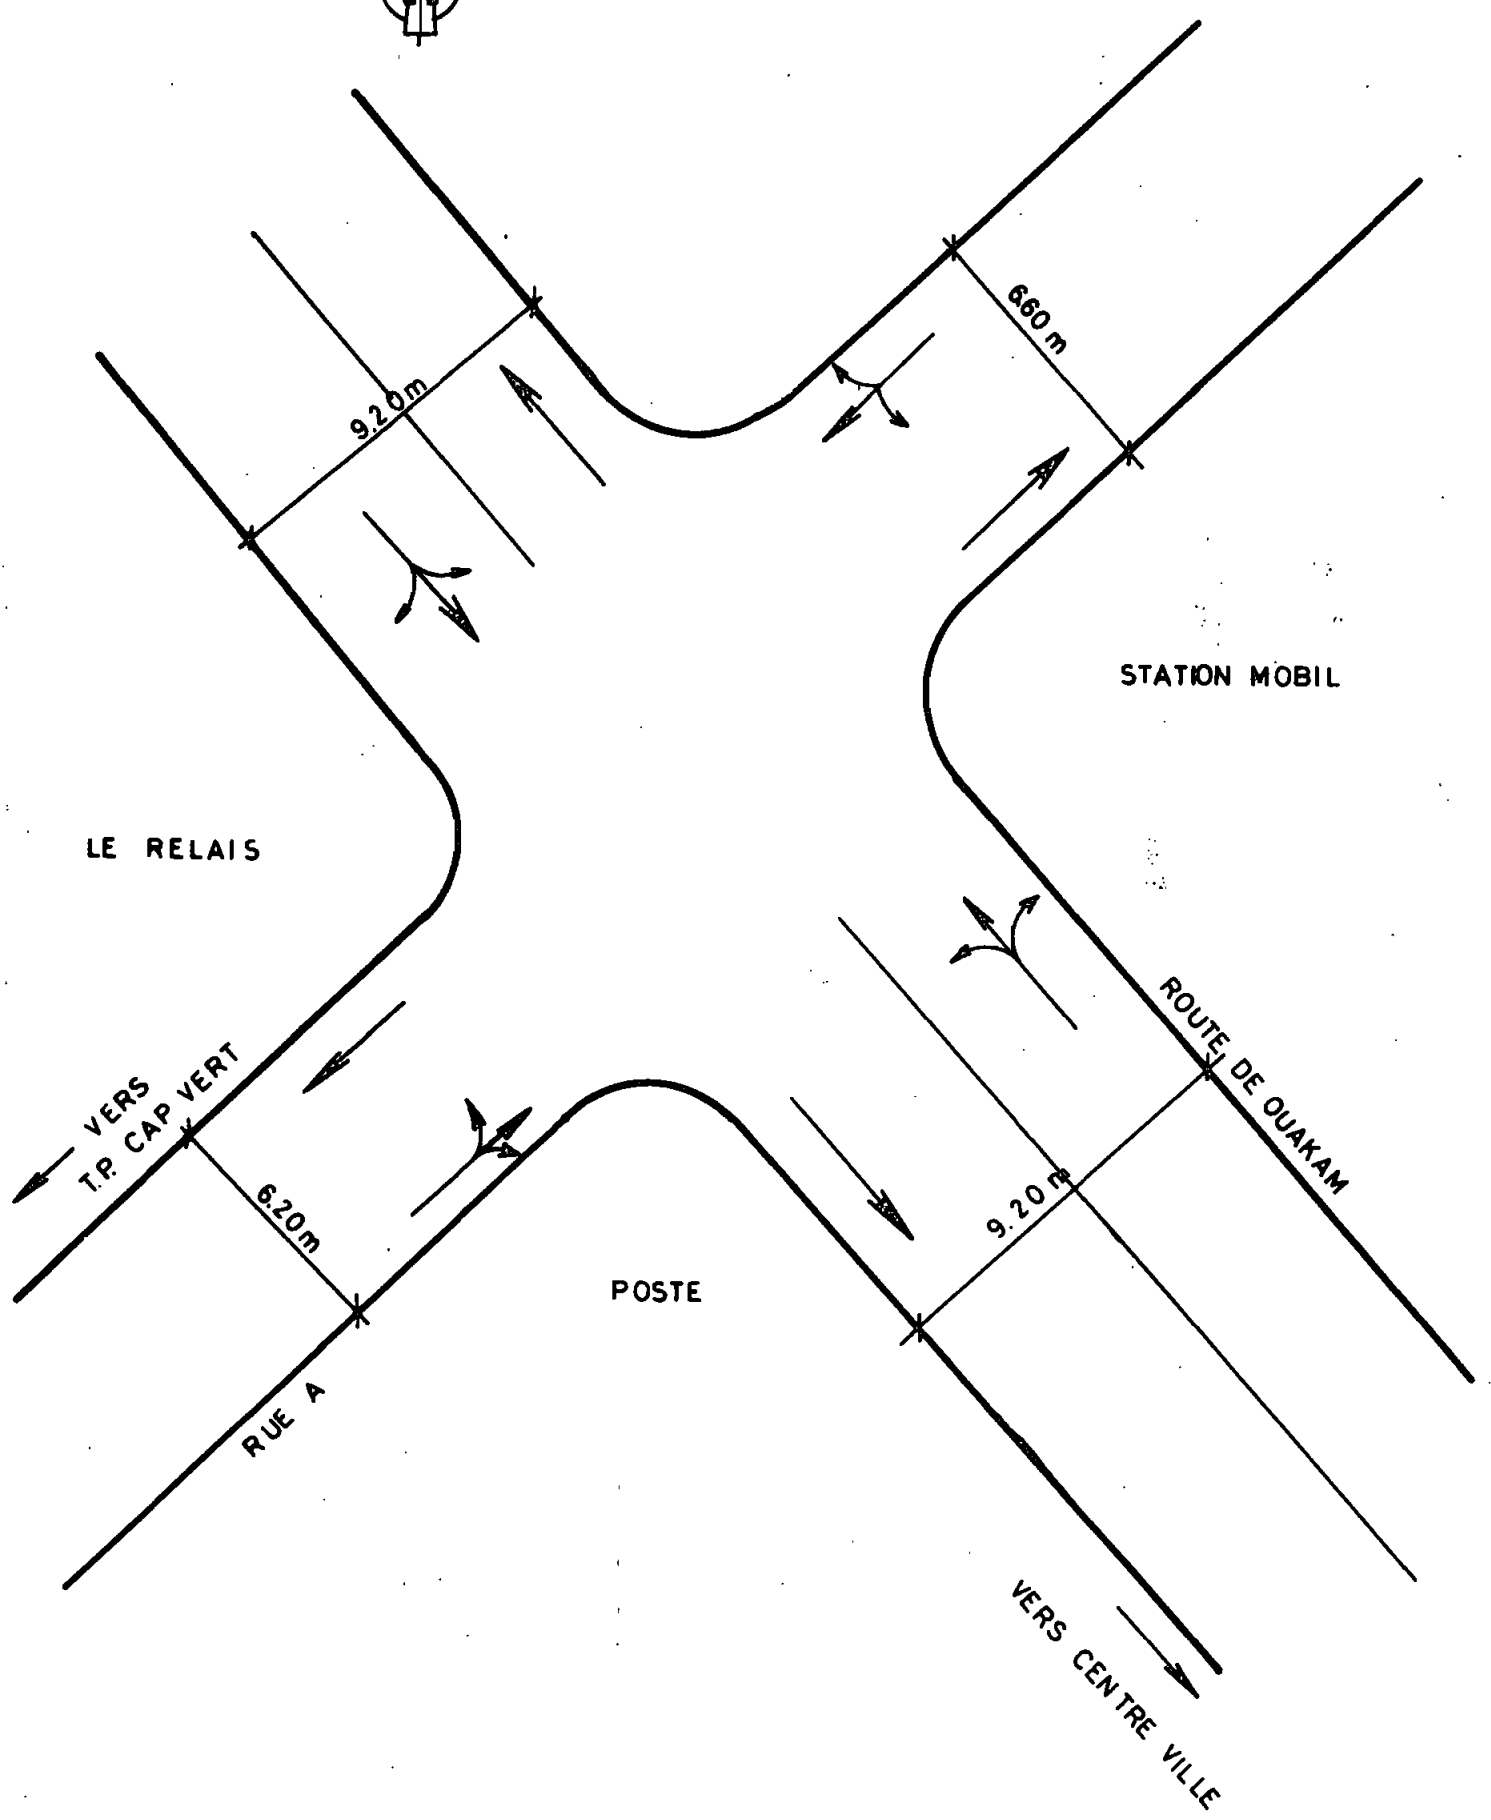 6.60 m
9.20m
STATION MOBIL
LE RELAIS
ROUTE DE OUAKAM
VERS
T.P. CAP VERT
6.20m
9.20 m
POSTE
RUE A
VERS CENTRE VILLE